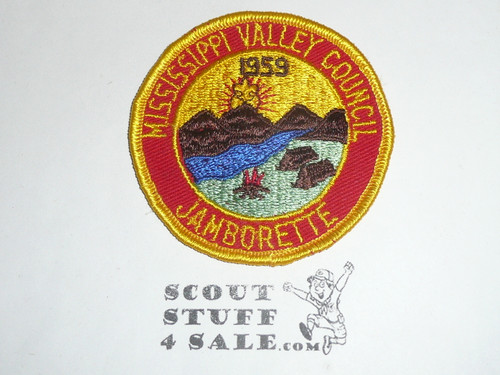 MISSISSIPPI VALLEY COUNCIL
1959
JAMBORETTE
SCOUT
STUFF
4 SALE.COM